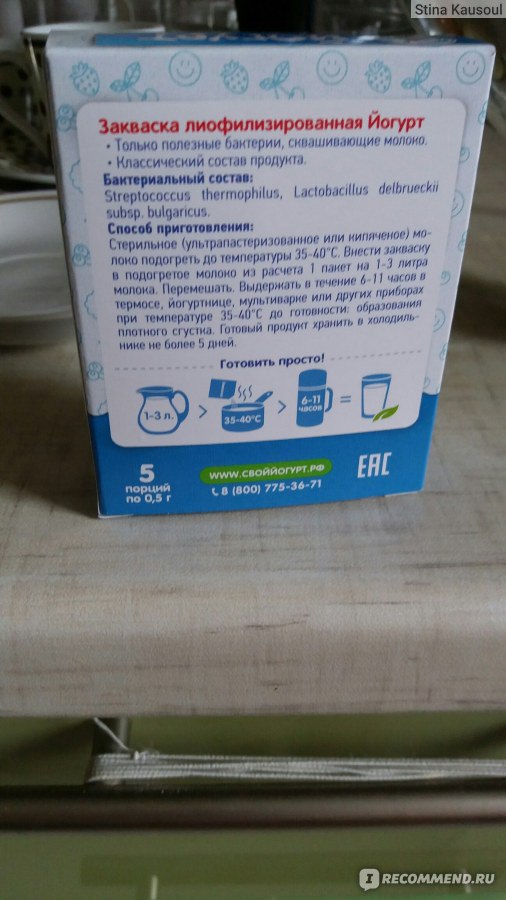 Stina Kausoul
Закваска лиофилизированная Йогурт
• Только полезные бактерии, сквашивающие молоко.
• Классический состав продукта.
Бактериальный состав:
Streptococcus thermophilus, Lactobacillus delbrueckii
subsp. bulgaricus.
Способ приготовления:
Стерильное (ультрапастеризованное или кипяченое) мо-
локо подогреть до температуры 35-40°С. Внести закваску
в подогретое молоко из расчета 1 пакет на 1-3 литра
молока. Перемешать. Выдержать в течение 6-11 часов в
термосе, йогуртнице, мультиварке или других приборах
при температуре 35-40°С до готовности: образования
плотного сгустка. Готовый продукт хранить в холодиль-
нике не более 5 дней.
Готовить просто!
1-3 л. > 35-40°С > 6-11 часов =
5
порций
по 0,5 г
WWW.СВОЙЙОГУРТ.РФ
8 (800) 775-36-71
EAC
I RECOMMEND.RU